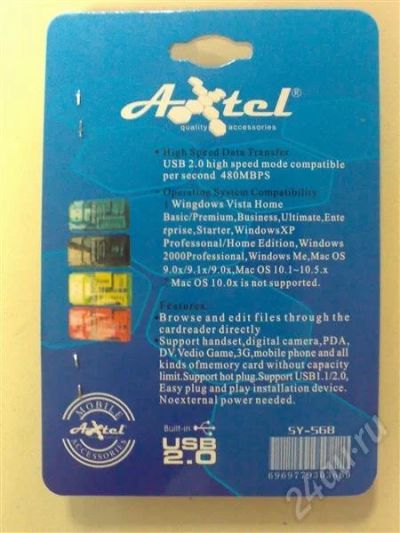 Axtel®
quality accessories
• High Speed Data Transfer
USB 2.0 high speed mode compatible
per second 480MBPS
• Operation System Compatibility
Wingdows Vista Home
Basic/Premium,Business,Ultimate,Ente
rprise,Starter,WindowsXP
Professonal/Home Edition,Windows
2000Professional,Windows Me,Mac OS
9.0x/9.1x/9.0x,Mac OS 10.1~10.5.x
*Mac OS 10.0x is not supported.
Features:
•Browse and edit files through the
cardreader directly
•Support handset,digital camera,PDA,
DV.Vedio Game,3G,mobile phone and all
kinds ofmemory card without capacity
limit.Support hot plug.Support USB1.1/2.0,
Easy plug and play installation device.
Noexternal power needed.
MOBILE
Axtel
ACCESSORIES
Built-in
USB
2.0
SY-568
24au.ru